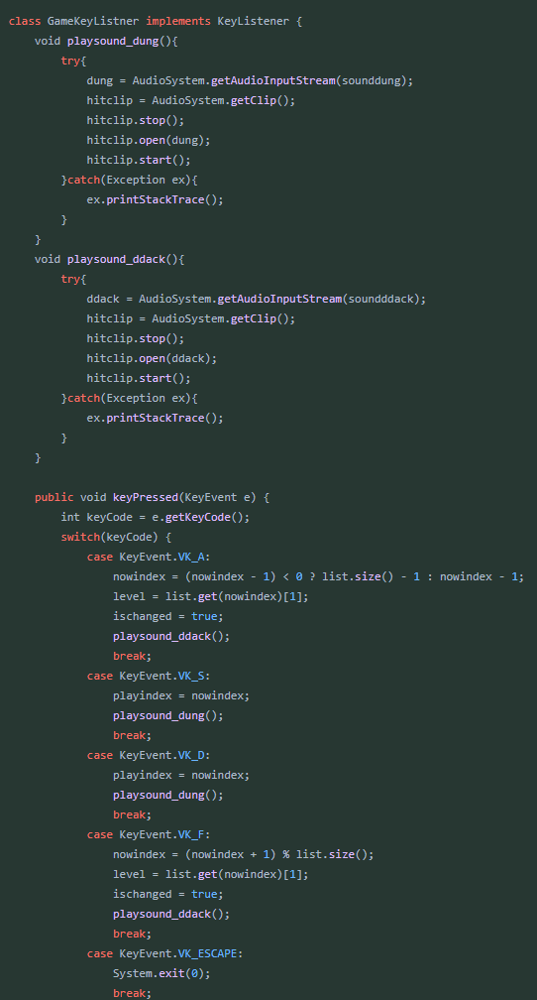 class GameKeyListner implements KeyListener {
    void playsound_dung(){
        try{
            dung = AudioSystem.getAudioInputStream(sounddung);
            hitclip = AudioSystem.getClip();
            hitclip.stop();
            hitclip.open(dung);
            hitclip.start();
        }catch(Exception ex){
            ex.printStackTrace();
        }
    }
    void playsound_ddack(){
        try{
            ddack = AudioSystem.getAudioInputStream(soundddack);
            hitclip = AudioSystem.getClip();
            hitclip.stop();
            hitclip.open(ddack);
            hitclip.start();
        }catch(Exception ex){
            ex.printStackTrace();
        }
    }

    public void keyPressed(KeyEvent e) {
        int keyCode = e.getKeyCode();
        switch(keyCode) {
            case KeyEvent.VK_A:
                nowindex = (nowindex - 1) < 0 ? list.size() - 1 : nowindex - 1;
                level = list.get(nowindex)[1];
                ischanged = true;
                playsound_ddack();
                break;
            case KeyEvent.VK_S:
                playindex = nowindex;
                playsound_dung();
                break;
            case KeyEvent.VK_D:
                playindex = nowindex;
                playsound_dung();
                break;
            case KeyEvent.VK_F:
                nowindex = (nowindex + 1) % list.size();
                level = list.get(nowindex)[1];
                ischanged = true;
                playsound_ddack();
                break;
            case KeyEvent.VK_ESCAPE:
                System.exit(0);
                break;